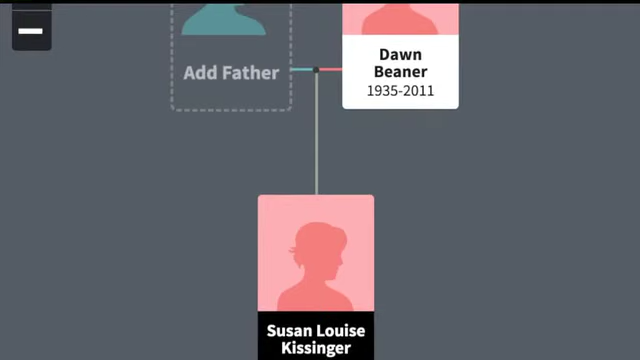 Add Father
Dawn
Beaner
1935-2011
Susan Louise
Kissinger